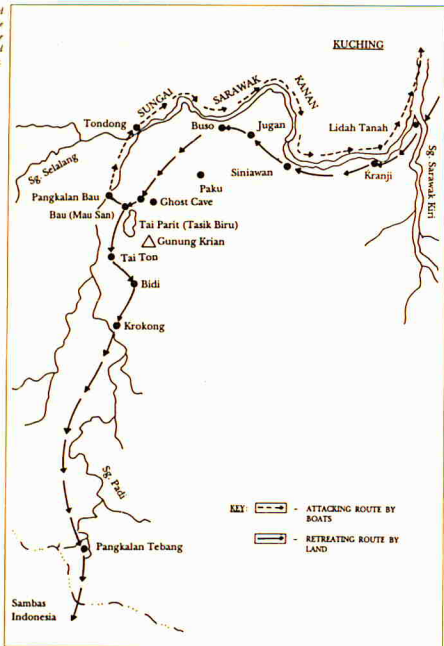 KUCHING
SUNGAI
SARAWAK
KANAN
Tondong
Buso
Jugan
Lidah Tanah
Sg. Selalang
Siniawan
Kranji
Paku
Pangkalan Bau
Ghost Cave
Bau (Mau San)
Sg. Sarawak Kiri
Tai Parit (Tasik Biru)
Gunung Krian
Tai Ton
Bidi
Krokong
Sg. Padi
KEY: - ATTACKING ROUTE BY
BOATS
- RETREATING ROUTE BY
LAND
Pangkalan Tebang
Sambas
Indonesia